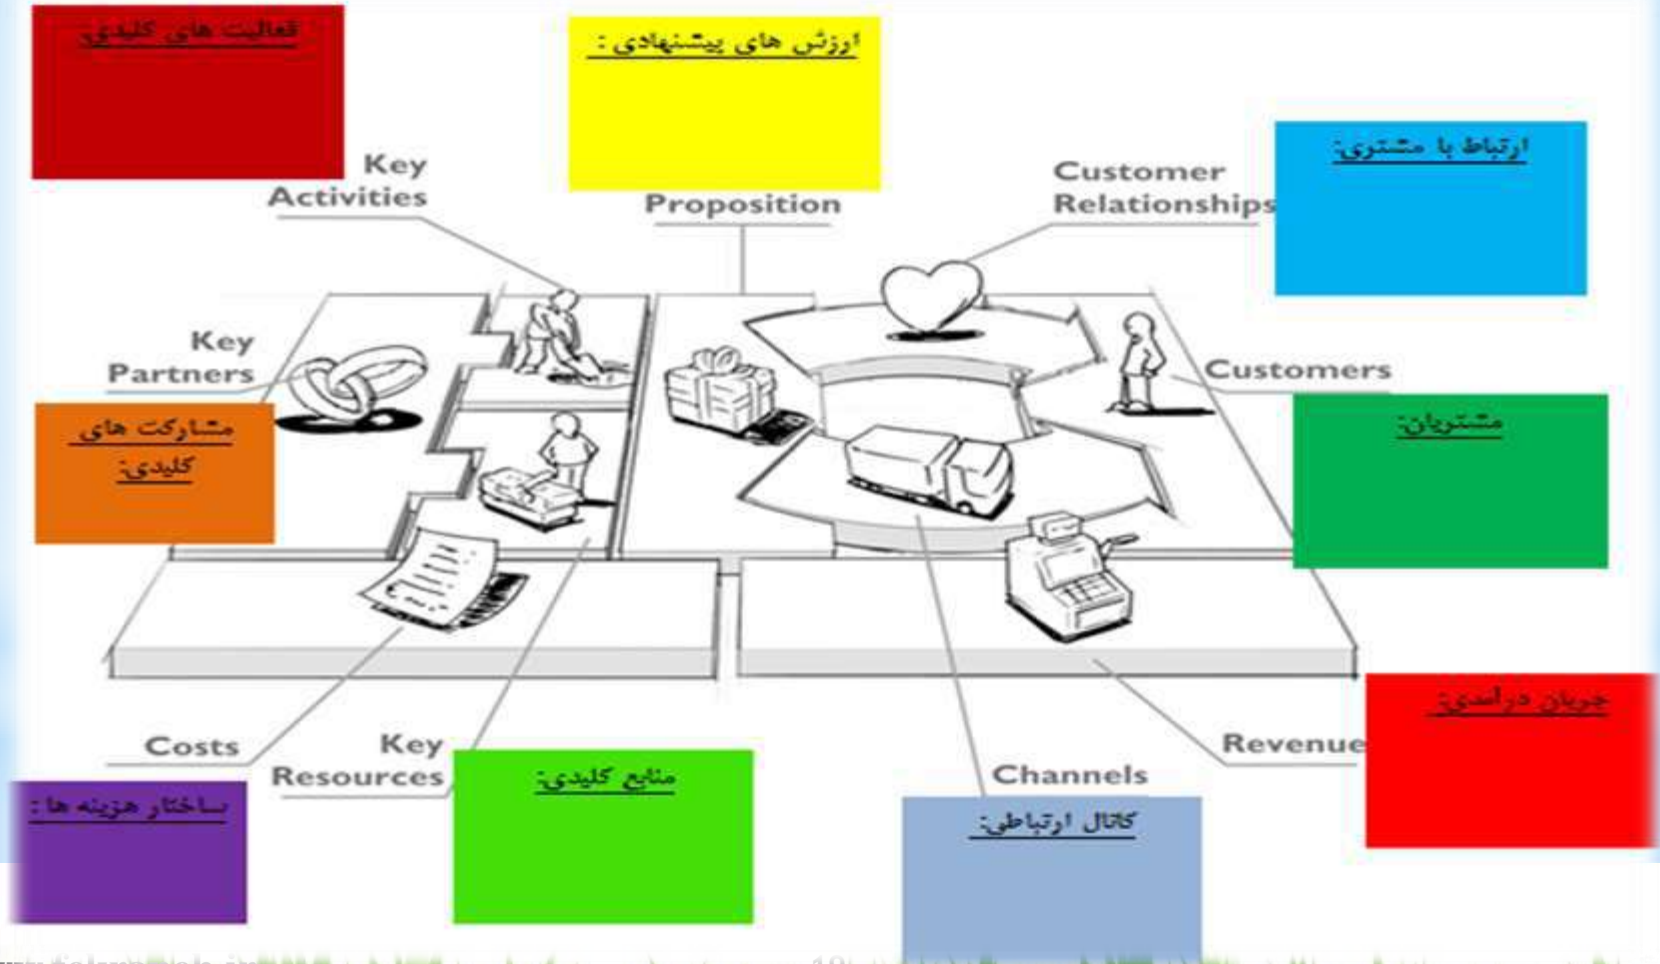 فعالیت های کلیدی:
ارزش های پیشنهادی :
ارتباط با مشتری:
Key
Activities
Proposition
Customer
Relationships
Key
Partners
Customers
مشارکت های
کلیدی:
مشتریان:
جریان درآمدی:
Costs
Key
Resources
Channels
Revenue
ساختار هزینه ها :
منابع کلیدی:
کانال ارتباطی: